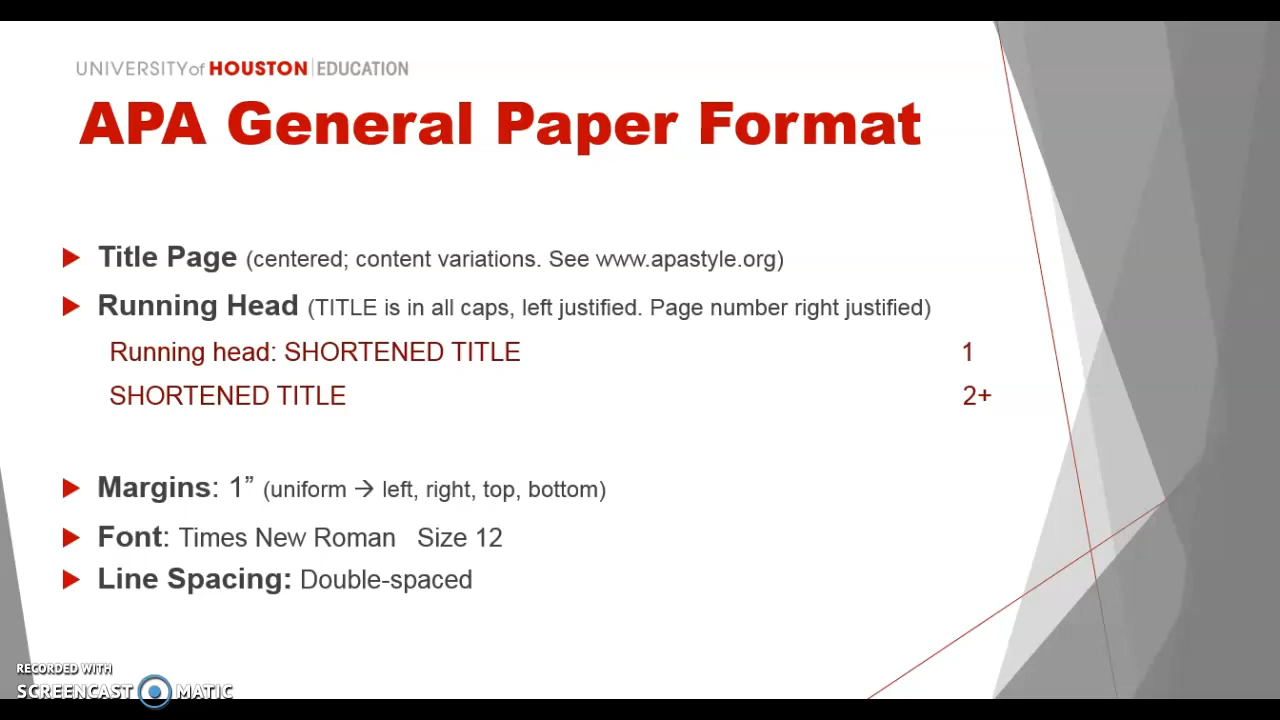 UNIVERSITY of HOUSTON | EDUCATION
APA General Paper Format
Title Page (centered; content variations. See www.apastyle.org)
Running Head (TITLE is in all caps, left justified. Page number right justified)
Running head: SHORTENED TITLE 1
SHORTENED TITLE 2+
Margins: 1” (uniform → left, right, top, bottom)
Font: Times New Roman Size 12
Line Spacing: Double-spaced
RECORDED WITH
SCREENCAST MATIC